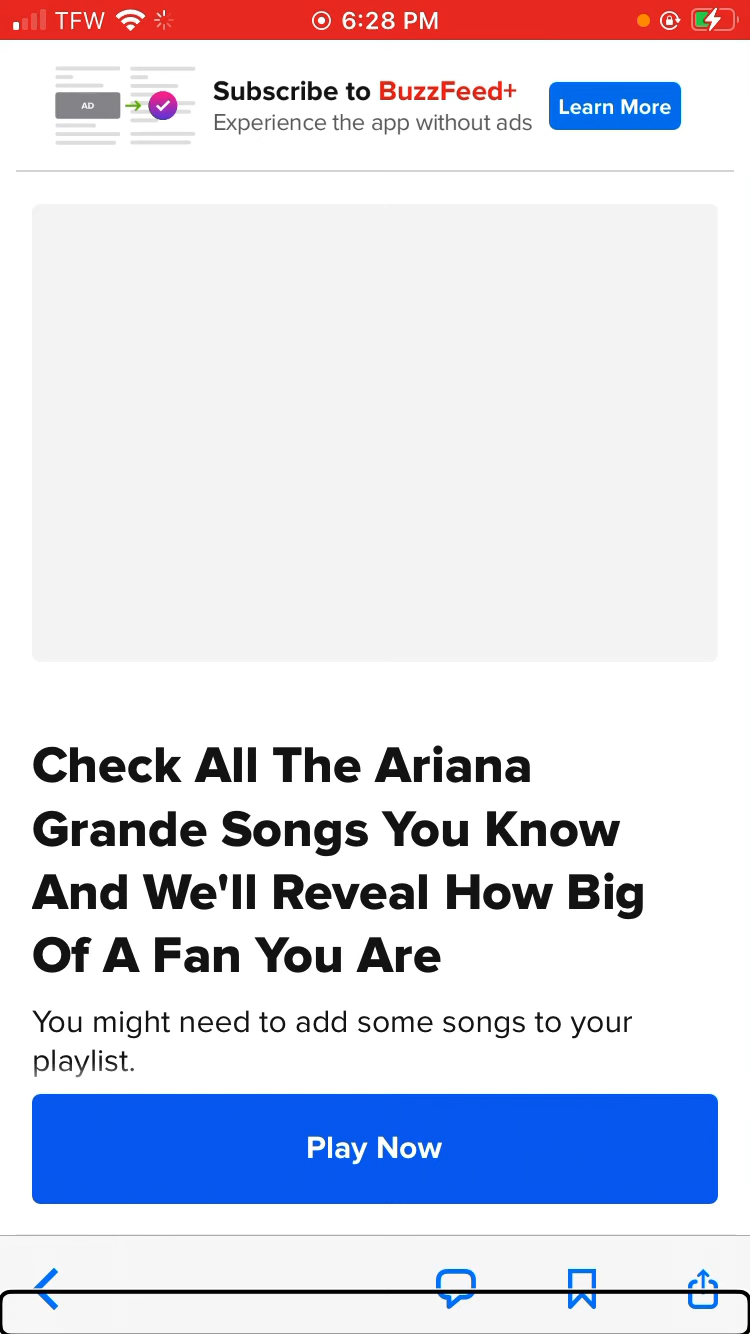 TFW 6:28 PM
AD
Subscribe to BuzzFeed+
Experience the app without ads
Learn More
Check All The Ariana
Grande Songs You Know
And We'll Reveal How Big
Of A Fan You Are
You might need to add some songs to your
playlist.
Play Now